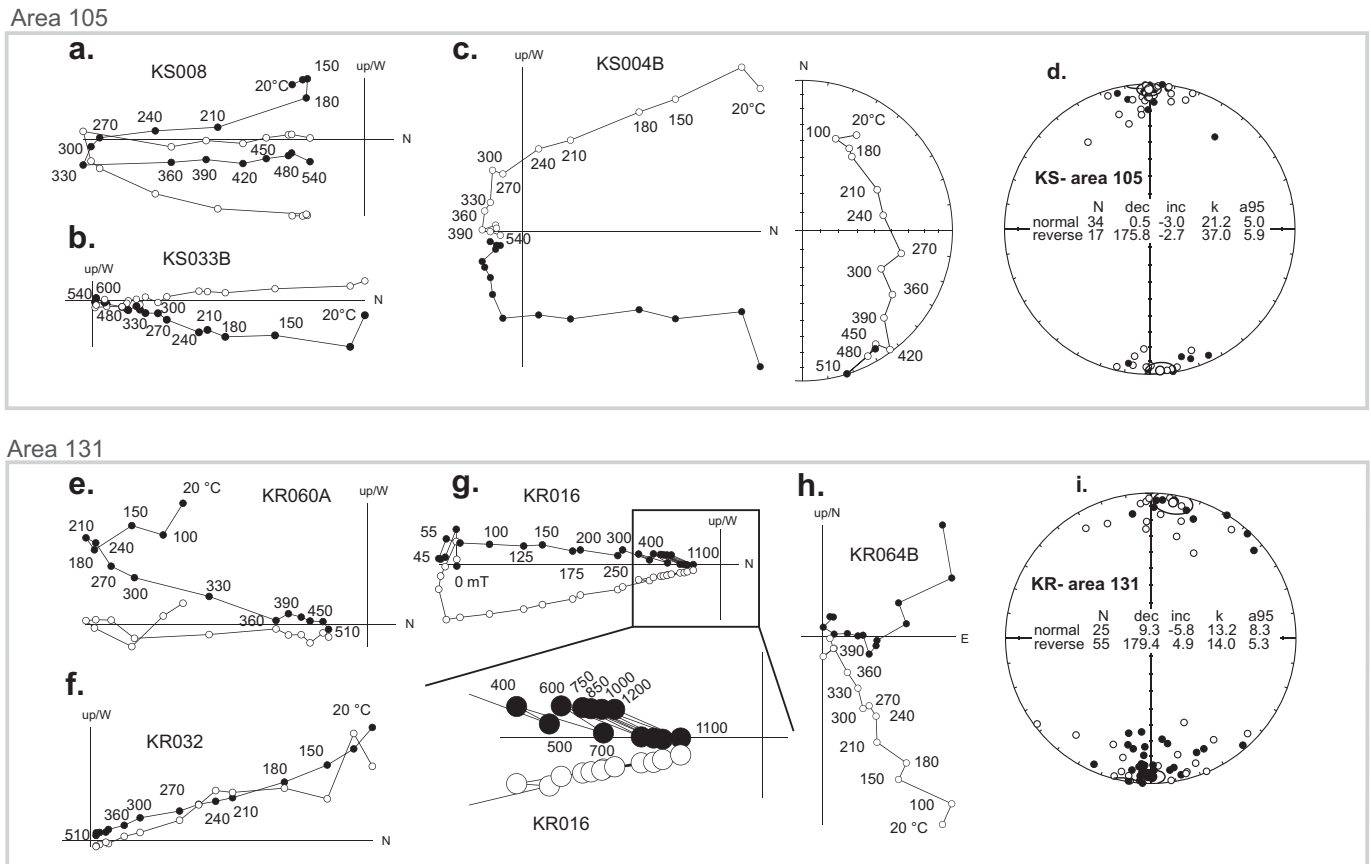 Area 105
a.
KS008
up/W
150
20°C
180
240
210
270
N
300
330
360
390
420
450
480
540
b.
KS033B
up/W
540
600
N
480
330
300
270
240
210
180
150
20°C
c.
KS004B
up/W
20°C
180
150
240
210
300
270
330
360
390
540
N
N
20°C
100
180
210
240
270
300
360
390
450
480
420
510
d.
KS- area 105
N dec inc k a95
normal 34 0.5 -3.0 21.2 5.0
reverse 17 175.8 -2.7 37.0 5.9
Area 131
e.
KR060A
up/W
20 °C
150
100
210
180
240
270
300
330
360
390
450
510
N
f.
KR032
up/W
20 °C
150
180
270
240
210
300
360
510
N
g.
KR016
up/W
55
45
100
125
150
175
200
300
250
400
1100
0 mT
N
400
600
750
850
1000
1200
500
700
1100
KR016
h.
KR064B
up/N
E
390
360
330
300
270
240
210
180
150
100
20 °C
i.
KR- area 131
N dec inc k a95
normal 25 9.3 -5.8 13.2 8.3
reverse 55 179.4 4.9 14.0 5.3